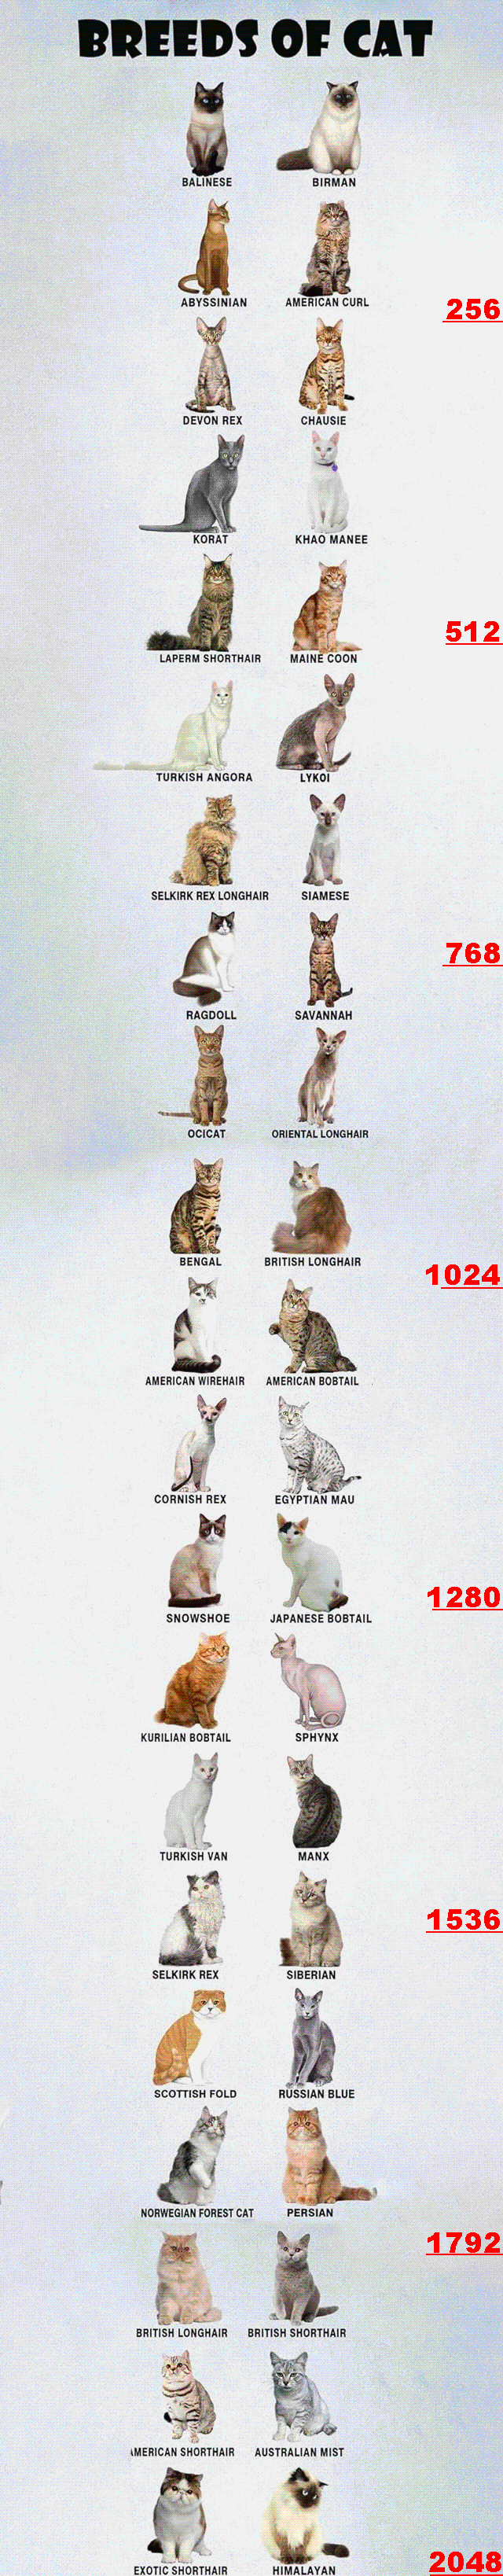 BREEDS OF CAT
BALINESE BIRMAN
ABYSSINIAN AMERICAN CURL
256
DEVON REX CHAUSIE
KORAT KHAO MANEE
512
LAPERM SHORTHAIR MAINE COON
TURKISH ANGORA LYKOI
SELKIRK REX LONGHAIR SIAMESE
768
RAGDOLL SAVANNAH
OCICAT ORIENTAL LONGHAIR
BENGAL BRITISH LONGHAIR
1024
AMERICAN WIREHAIR AMERICAN BOBTAIL
CORNISH REX EGYPTIAN MAU
1280
SNOWSHOE JAPANESE BOBTAIL
KURILIAN BOBTAIL SPHYNX
TURKISH VAN MANX
1536
SELKIRK REX SIBERIAN
SCOTTISH FOLD RUSSIAN BLUE
NORWEGIAN FOREST CAT PERSIAN
1792
BRITISH LONGHAIR BRITISH SHORTHAIR
AMERICAN SHORTHAIR AUSTRALIAN MIST
2048
EXOTIC SHORTHAIR HIMALAYAN